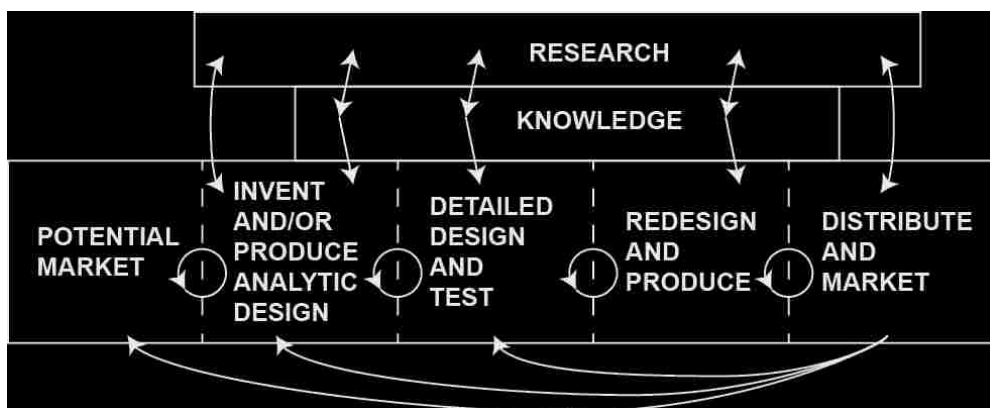 RESEARCH
KNOWLEDGE
POTENTIAL
MARKET
INVENT
AND/OR
PRODUCE
ANALYTIC
DESIGN
DETAILED
DESIGN
AND
TEST
REDESIGN
AND
PRODUCE
DISTRIBUTE
AND
MARKET